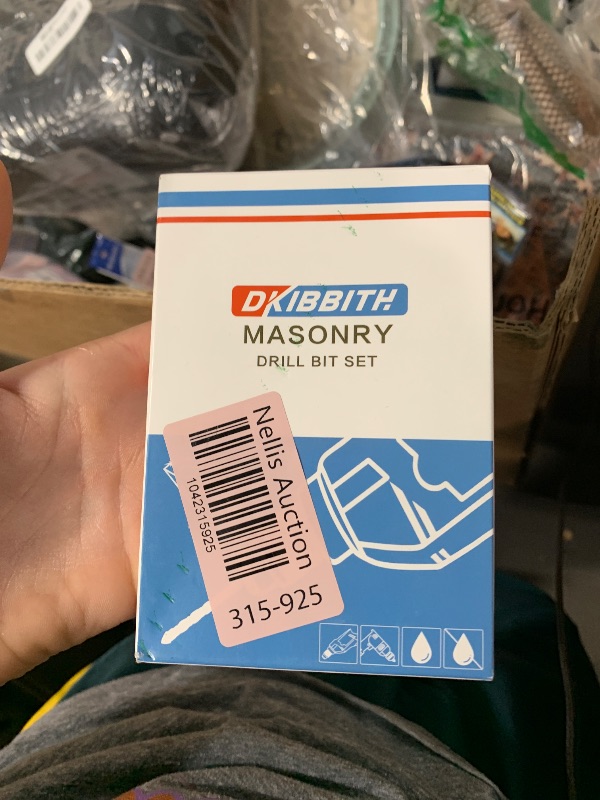 DKIBBITH
MASONRY
DRILL BIT SET
Nellis Auction
1042315925
315-925